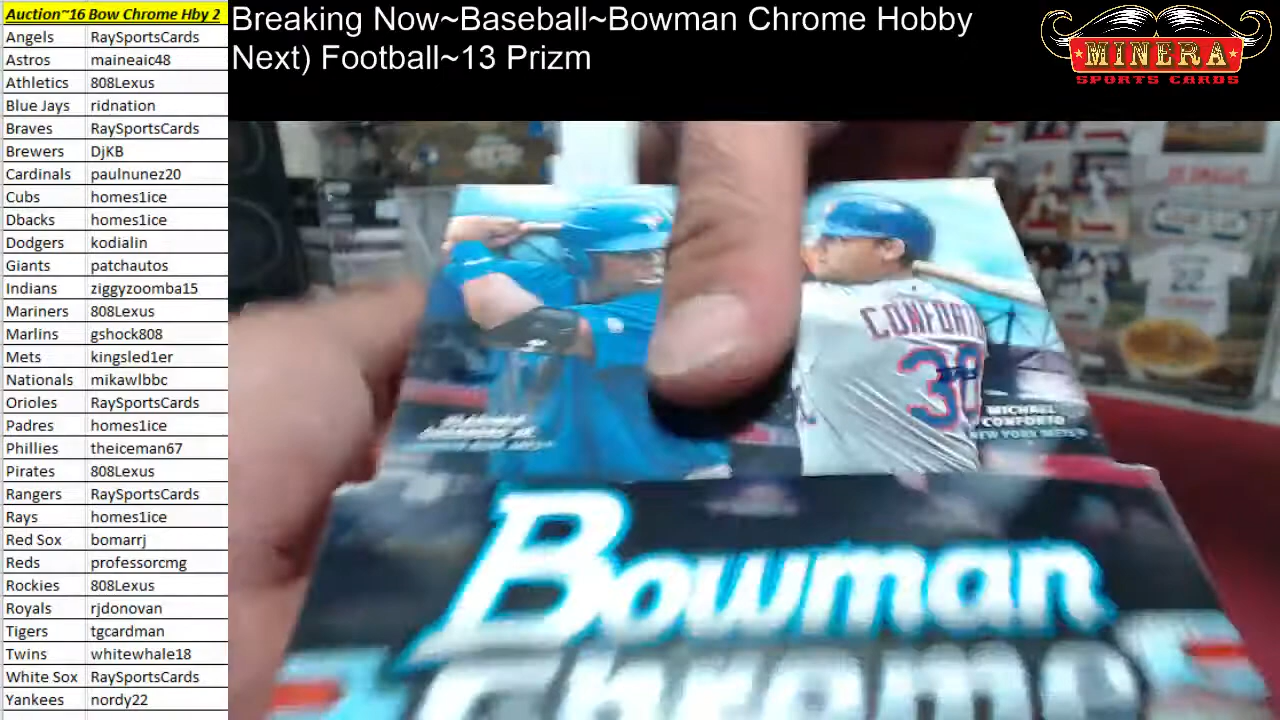 Auction~16 Bow Chrome Hby 2
Angels RaySportsCards
Astros maineaic48
Athletics 808Lexus
Blue Jays ridnation
Braves RaySportsCards
Brewers DjKB
Cardinals paulnunez20
Cubs homes1ice
Dbacks homes1ice
Dodgers kodialin
Giants patchautos
Indians ziggyzoomba15
Mariners 808Lexus
Marlins gshock808
Mets kingsled1er
Nationals mikawlbbc
Orioles RaySportsCards
Padres homes1ice
Phillies theiceman67
Pirates 808Lexus
Rangers RaySportsCards
Rays homes1ice
Red Sox bomarrj
Reds professorcmg
Rockies 808Lexus
Royals rjdonovan
Tigers tgcardman
Twins whitewhale18
White Sox RaySportsCards
Yankees nordy22
Breaking Now~Baseball~Bowman Chrome Hobby
Next) Football~13 Prizm
MINERA
SPORTS CARDS
CONFORTO
30
MICHAEL
CONFORTO
NEW YORK METS
22
Bowman
Chrome